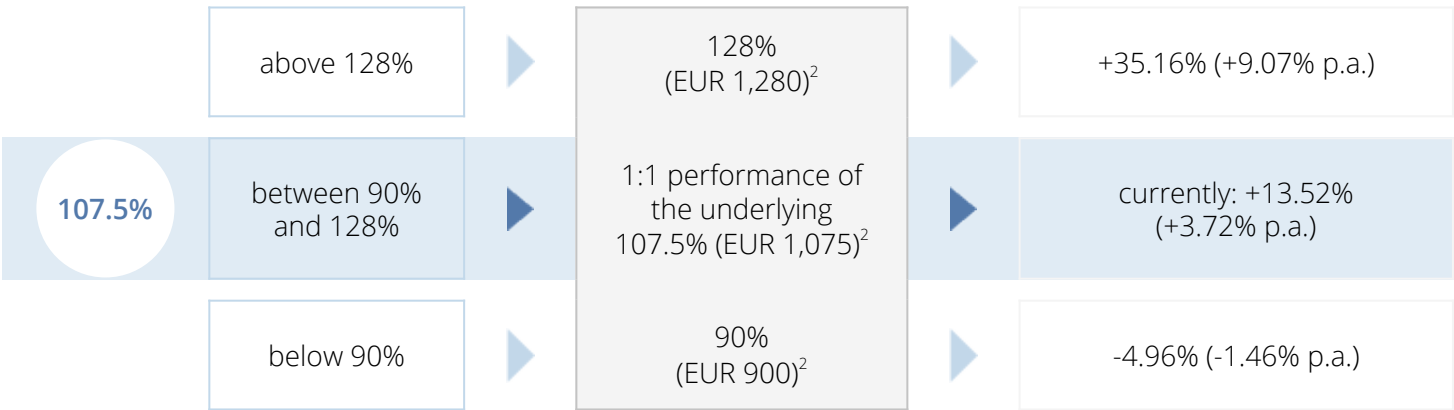 above 128%
128%
(EUR 1,280)²
+35.16% (+9.07% p.a.)
107.5%
between 90%
and 128%
1:1 performance of
the underlying
107.5% (EUR 1,075)²
currently: +13.52%
(+3.72% p.a.)
below 90%
90%
(EUR 900)²
-4.96% (-1.46% p.a.)